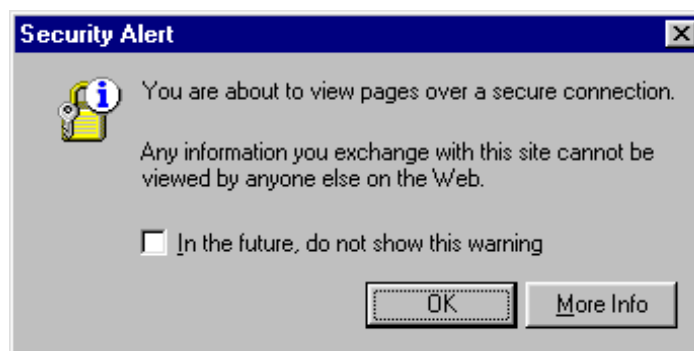 Security Alert
You are about to view pages over a secure connection.
Any information you exchange with this site cannot be
viewed by anyone else on the Web.
In the future, do not show this warning
OK
More Info